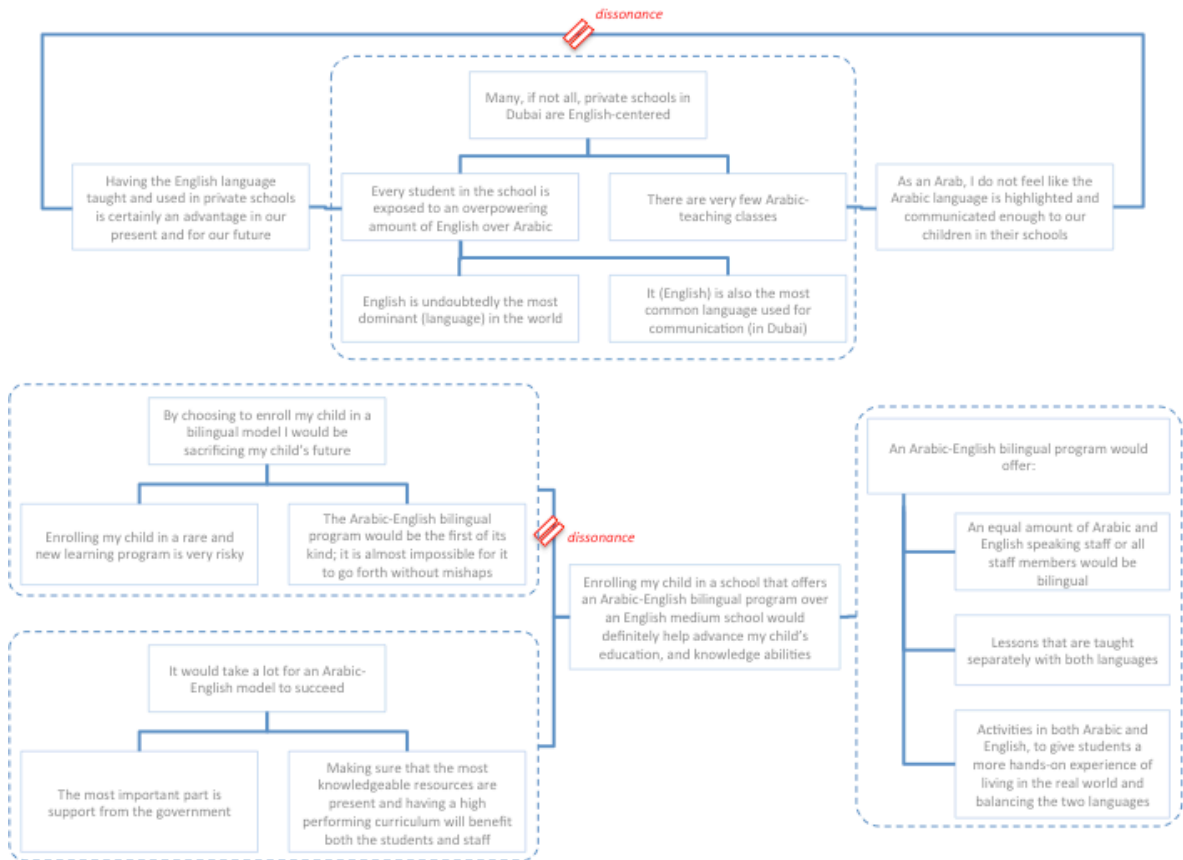 dissonance
Many, if not all, private schools in
Dubai are English-centered
Having the English language
taught and used in private schools
is certainly an advantage in our
present and for our future
Every student in the school is
exposed to an overpowering
amount of English over Arabic
There are very few Arabic-
teaching classes
As an Arab, I do not feel like the
Arabic language is highlighted and
communicated enough to our
children in their schools
English is undoubtedly the most
dominant (language) in the world
It (English) is also the most
common language used for
communication (in Dubai)
By choosing to enroll my child in a
bilingual model I would be
sacrificing my child's future
Enrolling my child in a rare and
new learning program is very risky
The Arabic-English bilingual
program would be the first of its
kind; it is almost impossible for it
to go forth without mishaps
dissonance
Enrolling my child in a school that offers
an Arabic-English bilingual program over
an English medium school would
definitely help advance my child's
education, and knowledge abilities
An Arabic-English bilingual program would
offer:
An equal amount of Arabic and
English speaking staff or all
staff members would be
bilingual
Lessons that are taught
separately with both languages
Activities in both Arabic and
English, to give students a
more hands-on experience of
living in the real world and
balancing the two languages
It would take a lot for an Arabic-
English model to succeed
The most important part is
support from the government
Making sure that the most
knowledgeable resources are
present and having a high
performing curriculum will benefit
both the students and staff